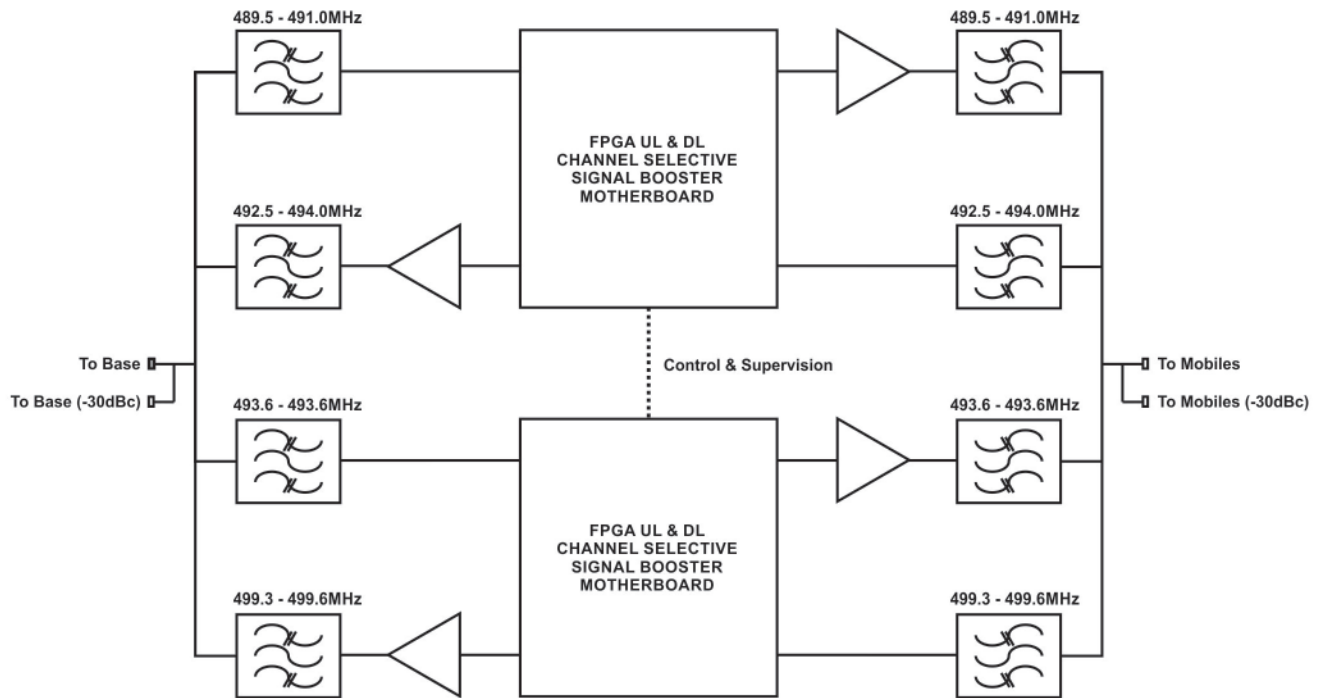 489.5 - 491.0MHz
489.5 - 491.0MHz
FPGA UL & DL
CHANNEL SELECTIVE
SIGNAL BOOSTER
MOTHERBOARD
492.5 - 494.0MHz
492.5 - 494.0MHz
To Base
Control & Supervision
To Mobiles
To Base (-30dBc)
To Mobiles (-30dBc)
493.6 - 493.6MHz
493.6 - 493.6MHz
FPGA UL & DL
CHANNEL SELECTIVE
SIGNAL BOOSTER
MOTHERBOARD
499.3 - 499.6MHz
499.3 - 499.6MHz